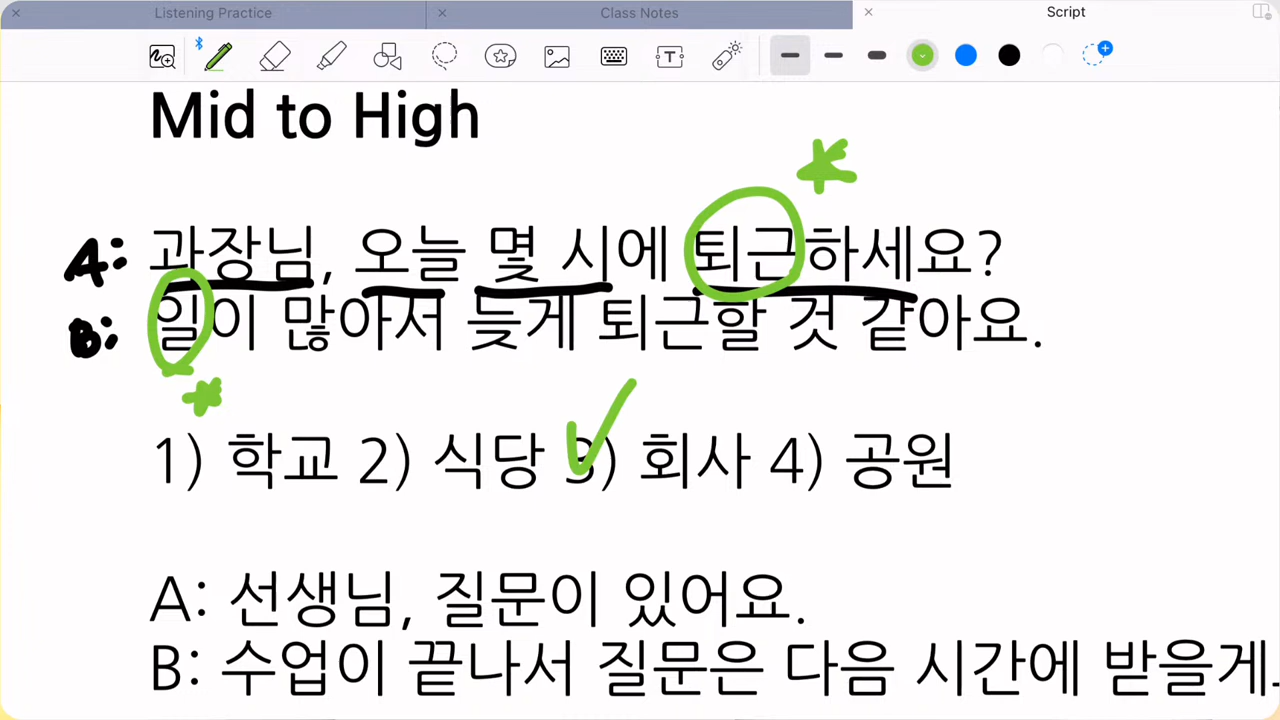 Listening Practice Class Notes Script
Mid to High
A: 과장님, 오늘 몇 시에 퇴근하세요?
B: 일이 많아서 늦게 퇴근할 것 같아요.
1) 학교 2) 식당 3) 회사 4) 공원
A: 선생님, 질문이 있어요.
B: 수업이 끝나서 질문은 다음 시간에 받을게.